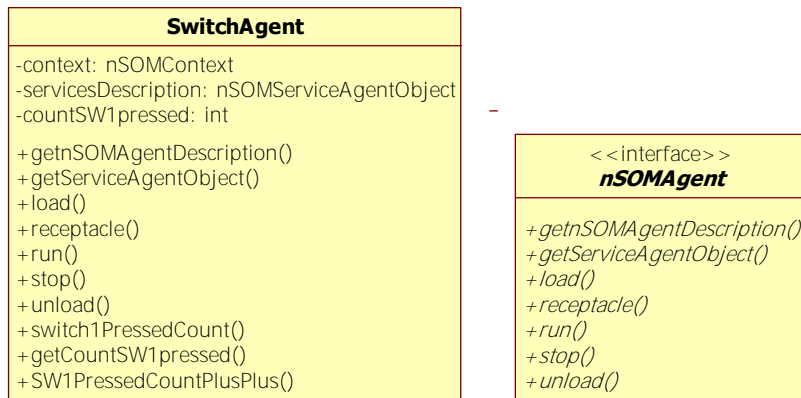 SwitchAgent
-context: nSOMContext
-servicesDescription: nSOMServiceAgentObject
-countSW1pressed: int
+getnSOMAgentDescription()
+getServiceAgentObject()
+load()
+receptacle()
+run()
+stop()
+unload()
+switch1PressedCount()
+getCountSW1pressed()
+SW1PressedCountPlusPlus()
<<interface>>
nSOMAgent
+getnSOMAgentDescription()
+getServiceAgentObject()
+load()
+receptacle()
+run()
+stop()
+unload()